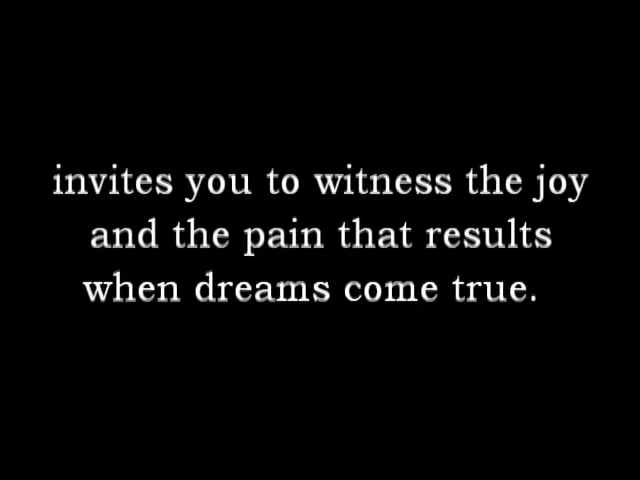 invites you to witness the joy
and the pain that results
when dreams come true.